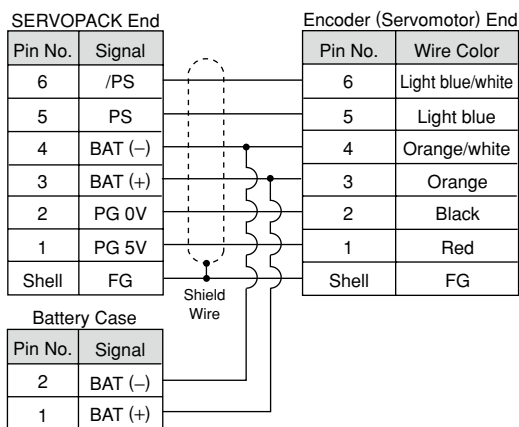 SERVOPACK End
Encoder (Servomotor) End
Pin No. Signal
Pin No. Wire Color
6 /PS
6 Light blue/white
5 PS
5 Light blue
4 BAT (−)
4 Orange/white
3 BAT (+)
3 Orange
2 PG 0V
2 Black
1 PG 5V
1 Red
Shell FG
Shell FG
Shield
Wire
Battery Case
Pin No. Signal
2 BAT (−)
1 BAT (+)